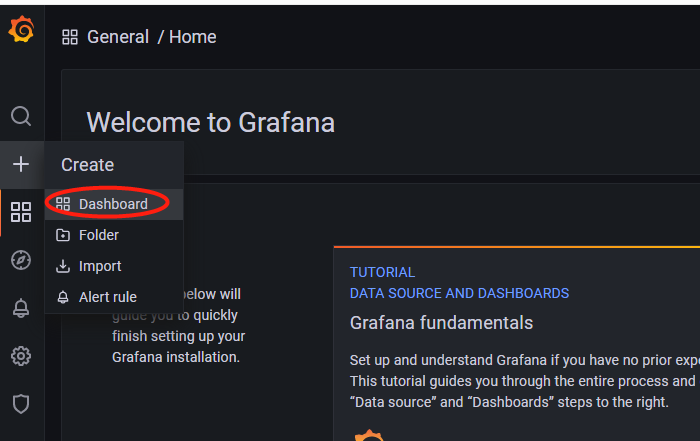 General / Home
Welcome to Grafana
Create
Dashboard
Folder
Import
Alert rule
below will
guide you to quickly
finish setting up your
Grafana installation.
TUTORIAL
DATA SOURCE AND DASHBOARDS
Grafana fundamentals
Set up and understand Grafana if you have no prior
This tutorial guides you through the entire process and
“Data source” and “Dashboards” steps to the right.